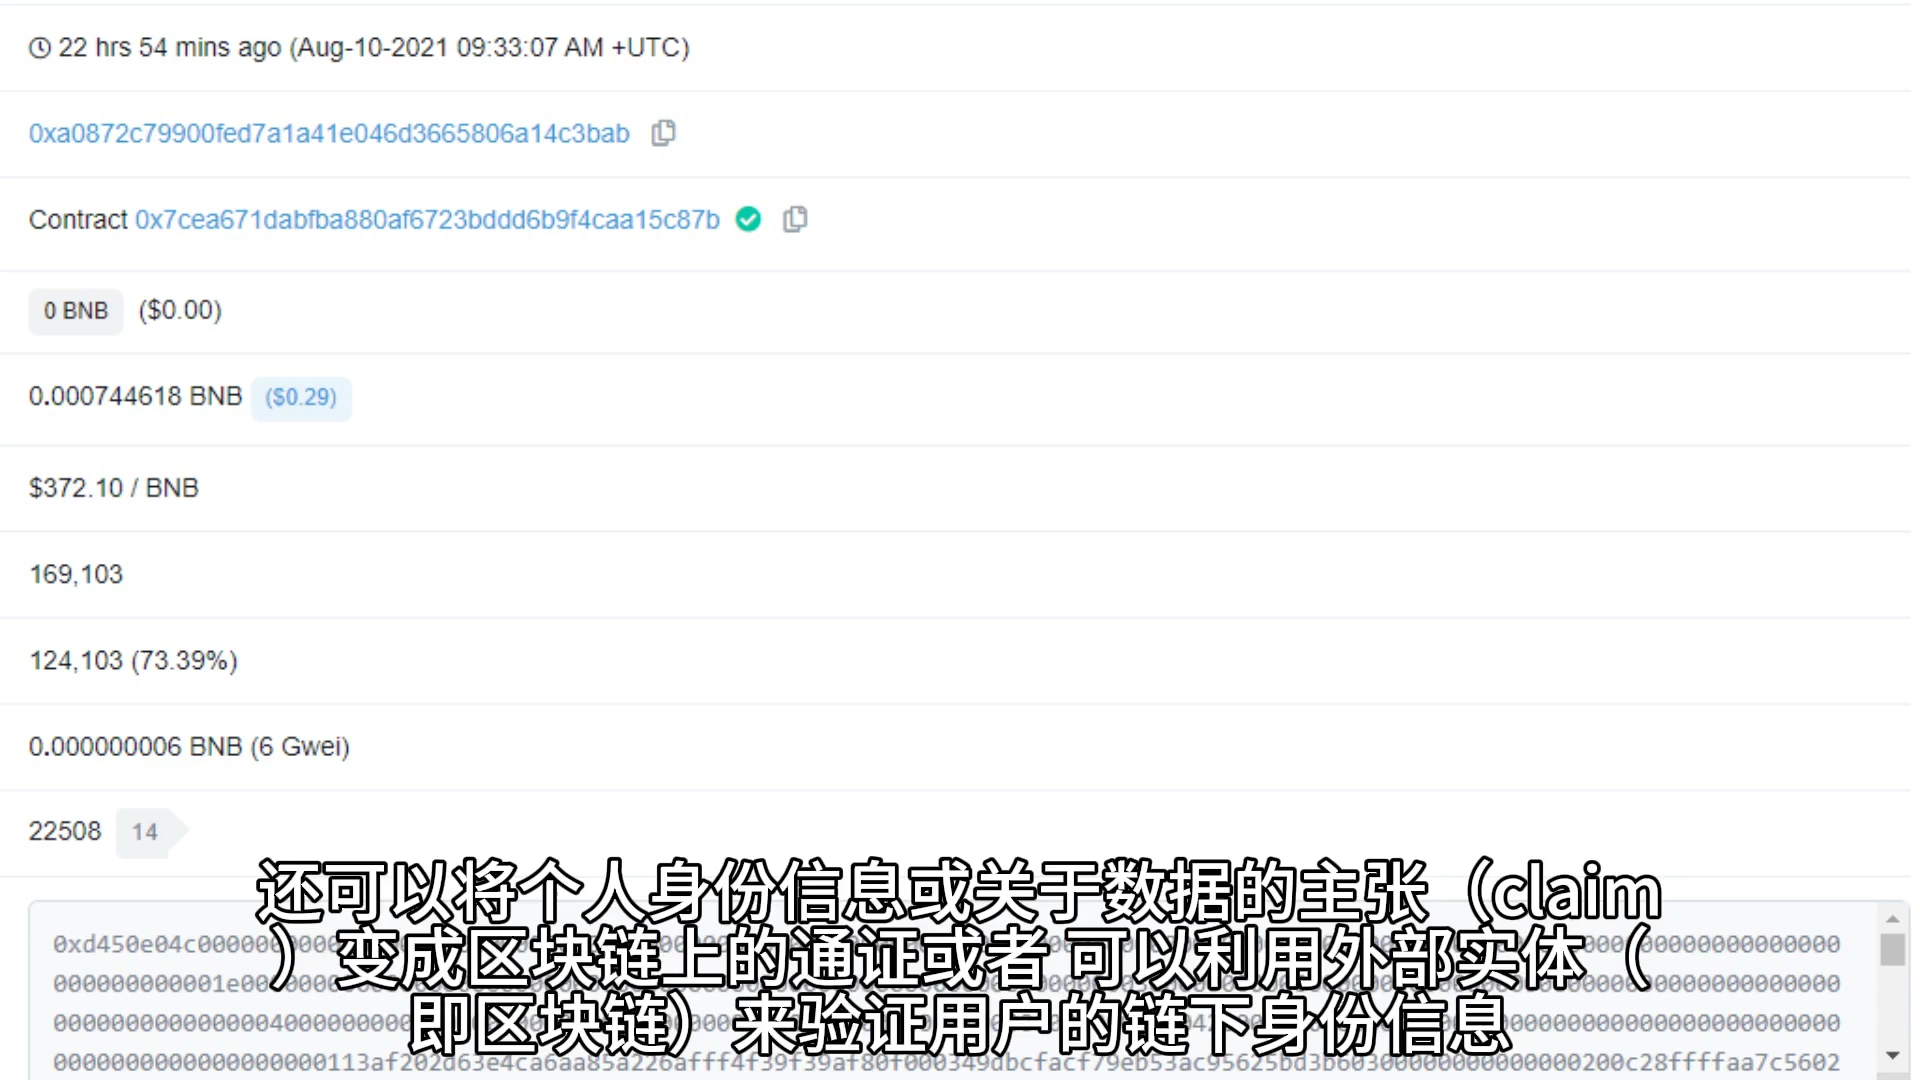 22 hrs 54 mins ago (Aug-10-2021 09:33:07 AM +UTC)
0xa0872c79900fed7a1a41e046d3665806a14c3bab
Contract 0x7cea671dabfba880af6723bddd6b9f4caa15c87b
0 BNB ($0.00)
0.000744618 BNB ($0.29)
$372.10 / BNB
169,103
124,103 (73.39%)
0.000000006 BNB (6 Gwei)
22508 14
还可以将个人身份信息或关于数据的主张（claim
）变成区块链上的通证或者 可以利用外部实体（
即区块链）来验证用户的链下身份信息